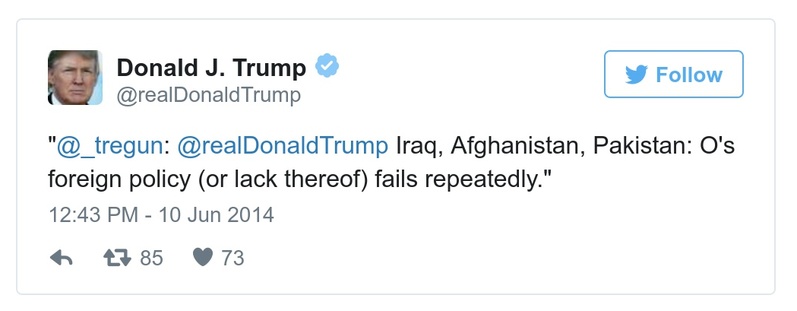 Donald J. Trump
@realDonaldTrump
Follow
"@_tregun: @realDonaldTrump Iraq, Afghanistan, Pakistan: O's
foreign policy (or lack thereof) fails repeatedly."
12:43 PM - 10 Jun 2014
85 73